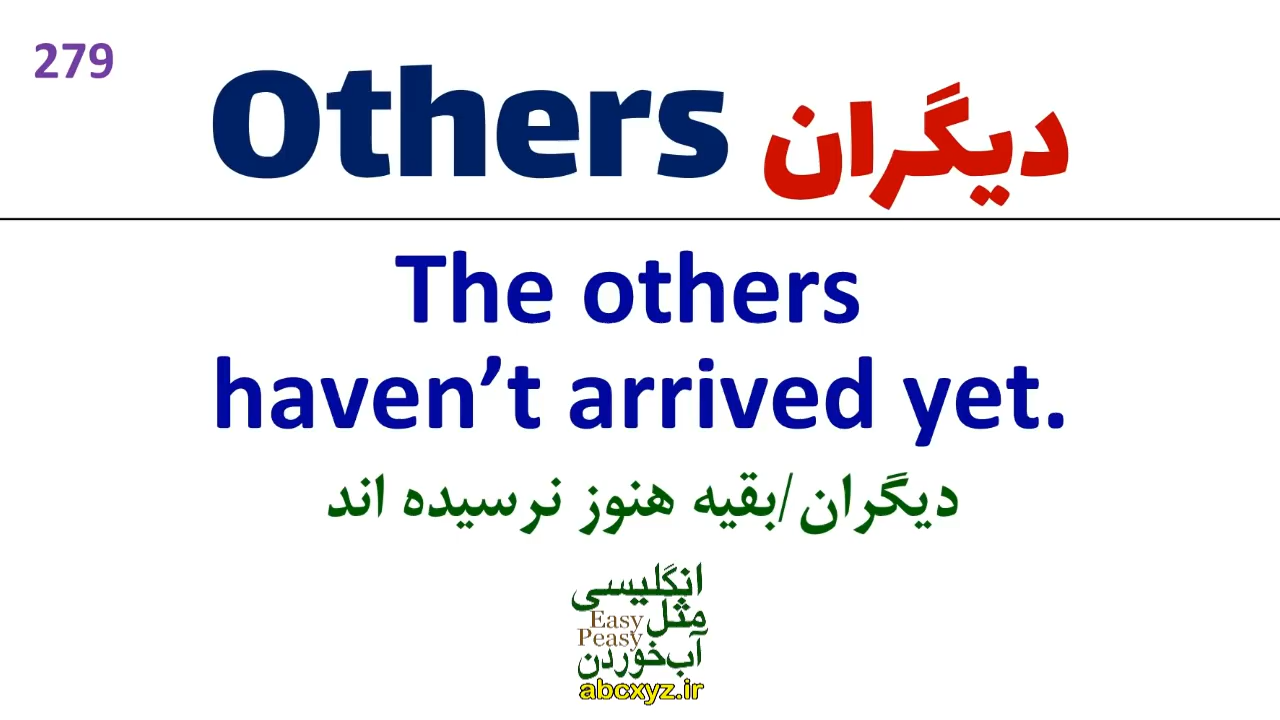 279
Others دیگران
The others
haven’t arrived yet.
دیگران/بقیه هنوز نرسیده اند
انگلیسی
مثل Easy
Peasy
آب‌خوردن
abcxyz.ir